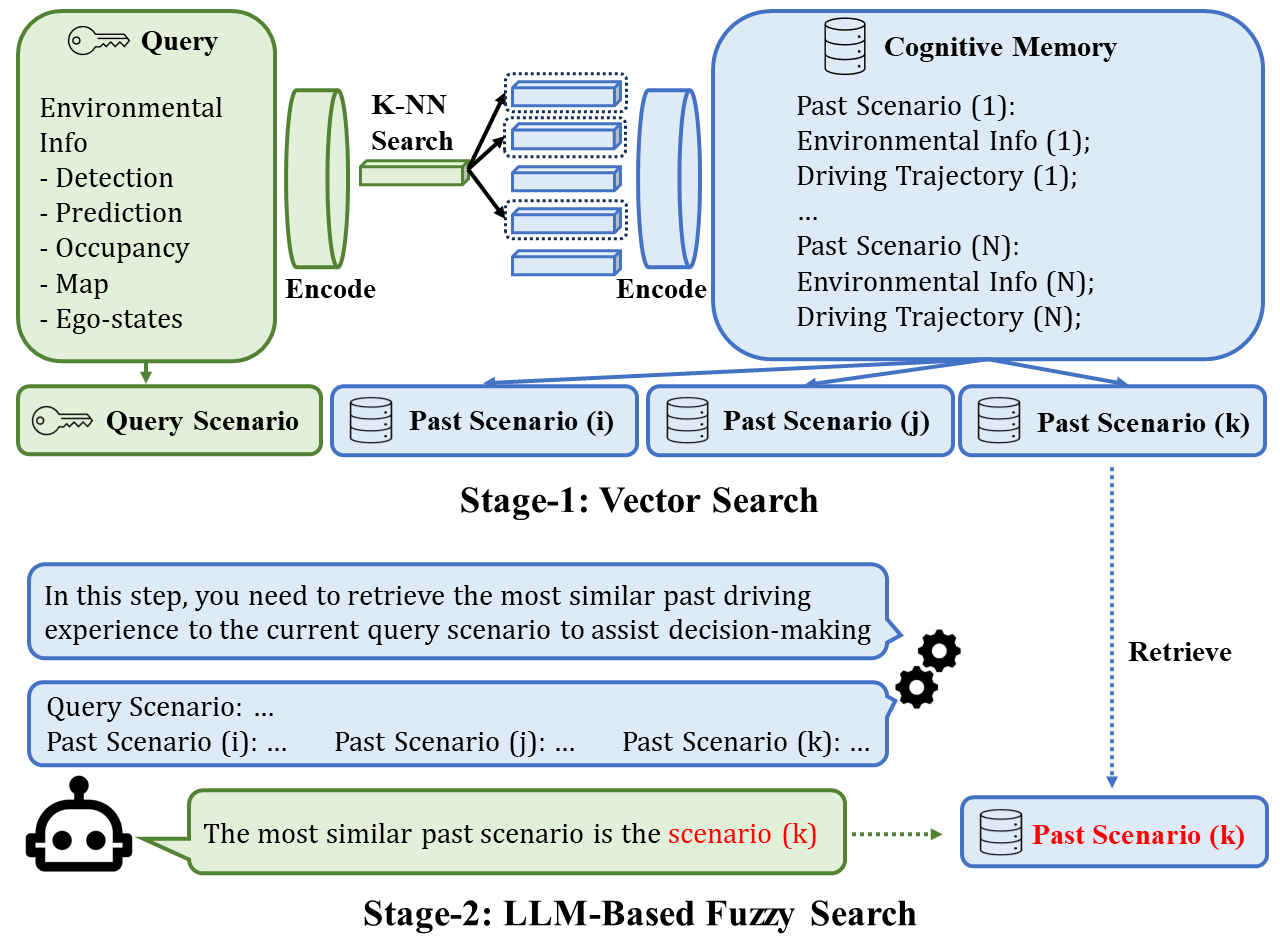 Query
Environmental
Info
- Detection
- Prediction
- Occupancy
- Map
- Ego-states
Encode
K-NN
Search
Encode
Cognitive Memory
Past Scenario (1):
Environmental Info (1);
Driving Trajectory (1);
...
Past Scenario (N):
Environmental Info (N);
Driving Trajectory (N);
Query Scenario
Past Scenario (i)
Past Scenario (j)
Past Scenario (k)
Stage-1: Vector Search
In this step, you need to retrieve the most similar past driving
experience to the current query scenario to assist decision-making
Retrieve
Query Scenario: ...
Past Scenario (i): ... Past Scenario (j): ... Past Scenario (k): ...
The most similar past scenario is the scenario (k)
Past Scenario (k)
Stage-2: LLM-Based Fuzzy Search